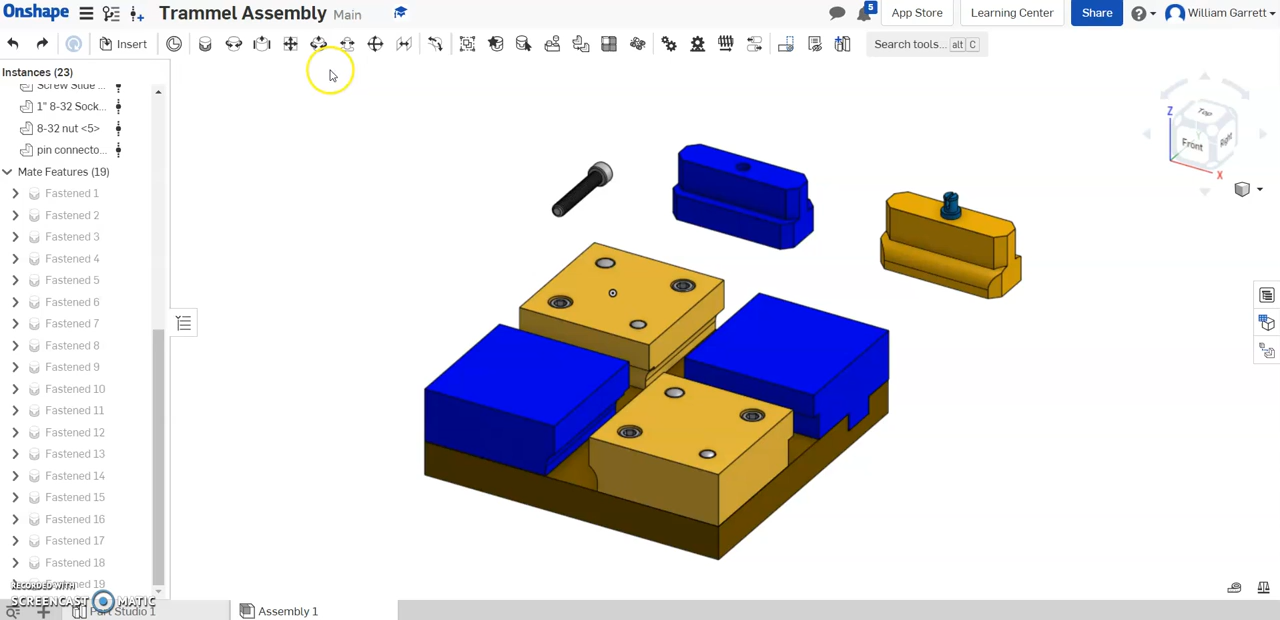 Onshape
Trammel Assembly Main
5
App Store
Learning Center
Share
William Garrett
Insert
Search tools... alt C
Instances (23)
Screw Slide ...
1" 8-32 Sock...
8-32 nut <5>
pin connecto...
Mate Features (19)
Fastened 1
Fastened 2
Fastened 3
Fastened 4
Fastened 5
Fastened 6
Fastened 7
Fastened 8
Fastened 9
Fastened 10
Fastened 11
Fastened 12
Fastened 13
Fastened 14
Fastened 15
Fastened 16
Fastened 17
Fastened 18
Fastened 19
Z
Top
Front
Right
X
RECORDED WITH
SCREENCAST MATIC
Part Studio 1
Assembly 1